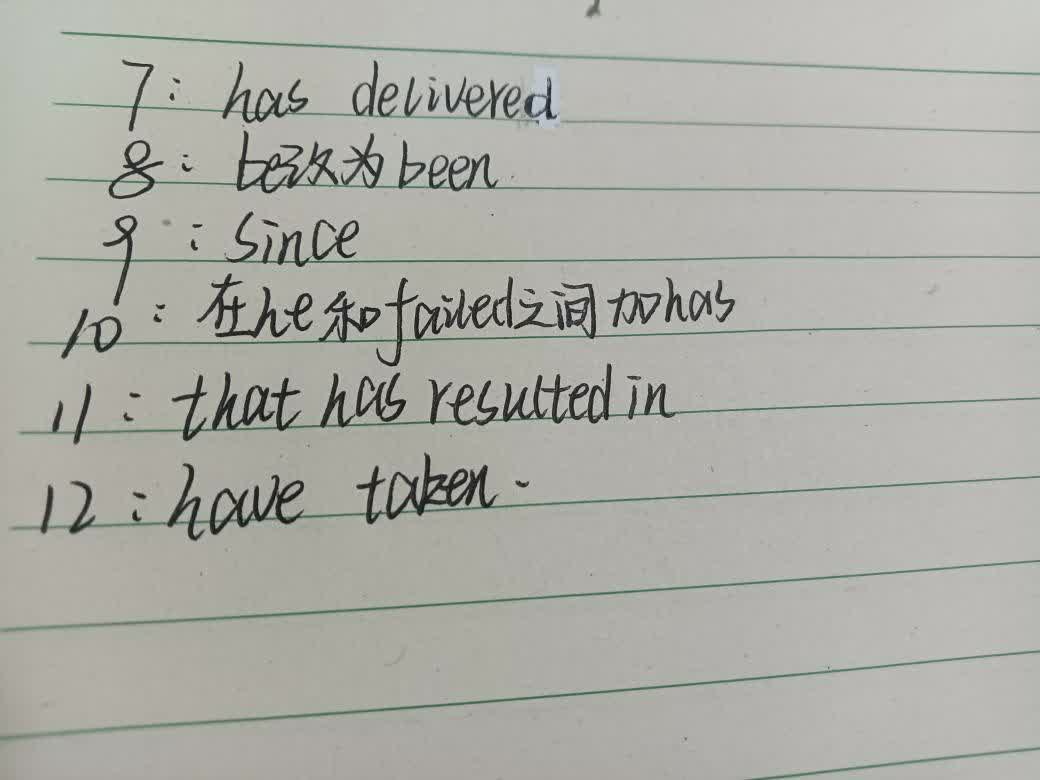 7: has delivered
8: be改为been
9: since
10: 在he和failed之间加has
11: that has resulted in
12: have taken.